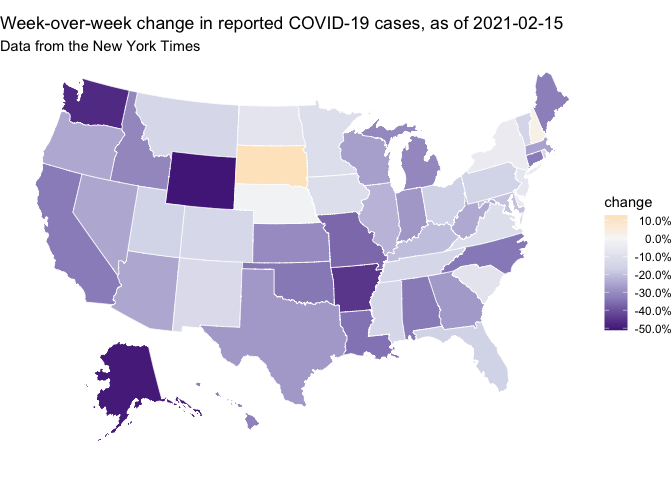 Week-over-week change in reported COVID-19 cases, as of 2021-02-15
Data from the New York Times
change
10.0%
0.0%
-10.0%
-20.0%
-30.0%
-40.0%
-50.0%